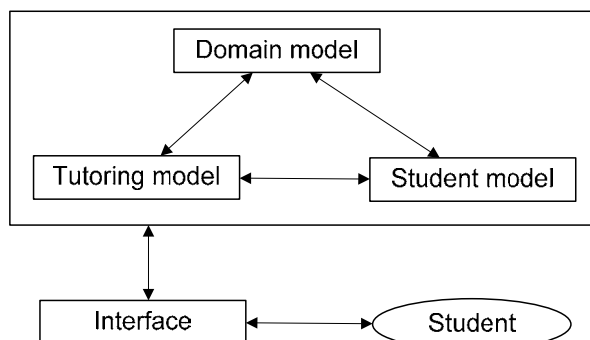 Domain model
Tutoring model
Student model
Interface
Student